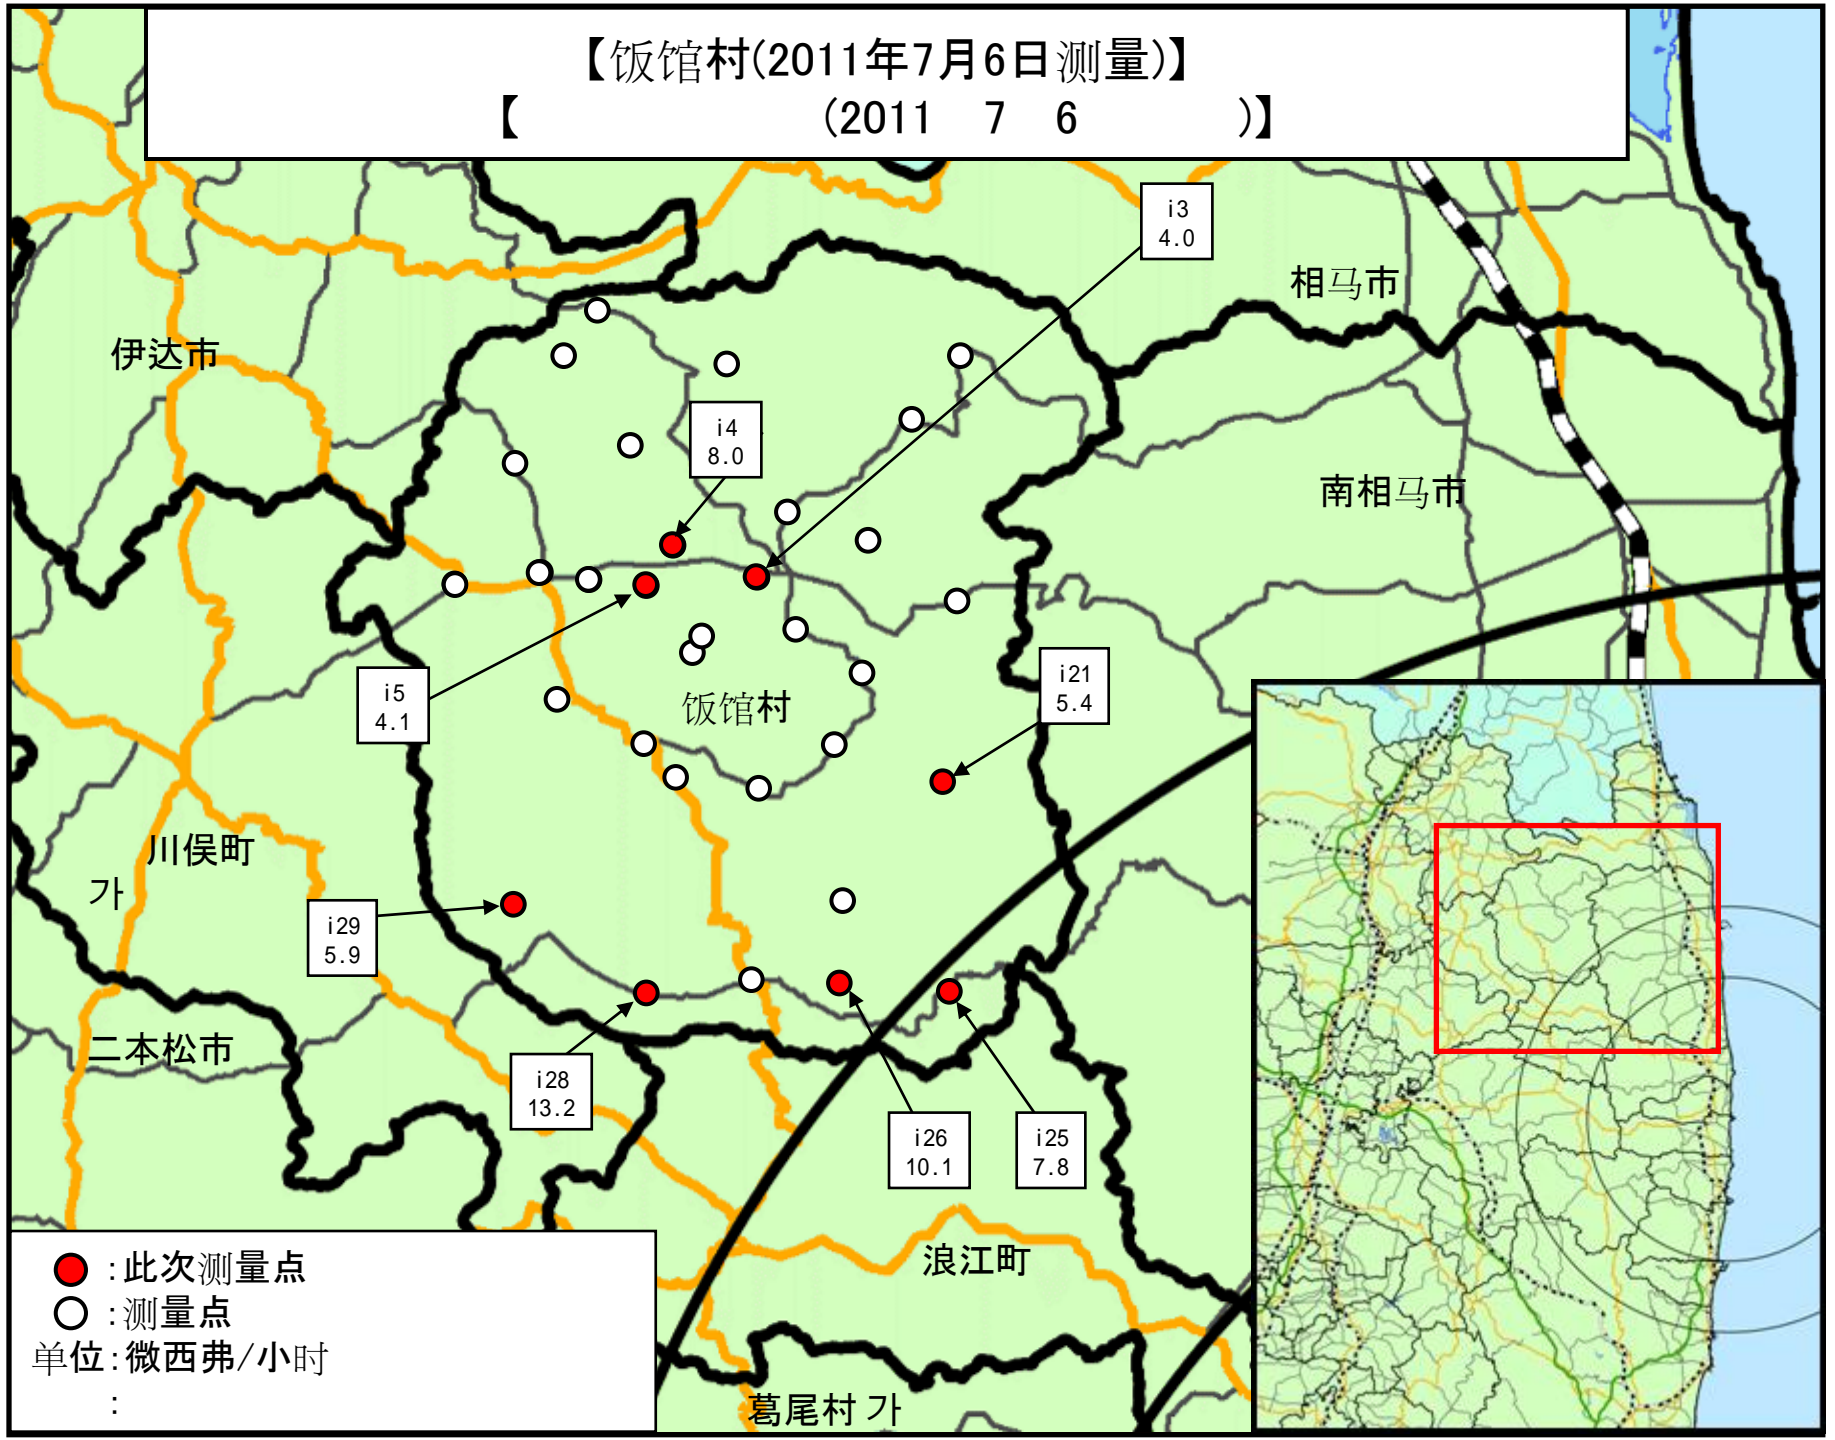 【饭馆村(2011年7月6日测量)】
【 (2011 7 6 )】
i3
4.0
相马市
伊达市
i4
8.0
南相马市
i5
4.1
i21
5.4
饭馆村
川俣町
가
i29
5.9
二本松市
i28
13.2
i26
10.1
i25
7.8
浪江町
:此次测量点
:测量点
单位:微西弗/小时
:
葛尾村 가